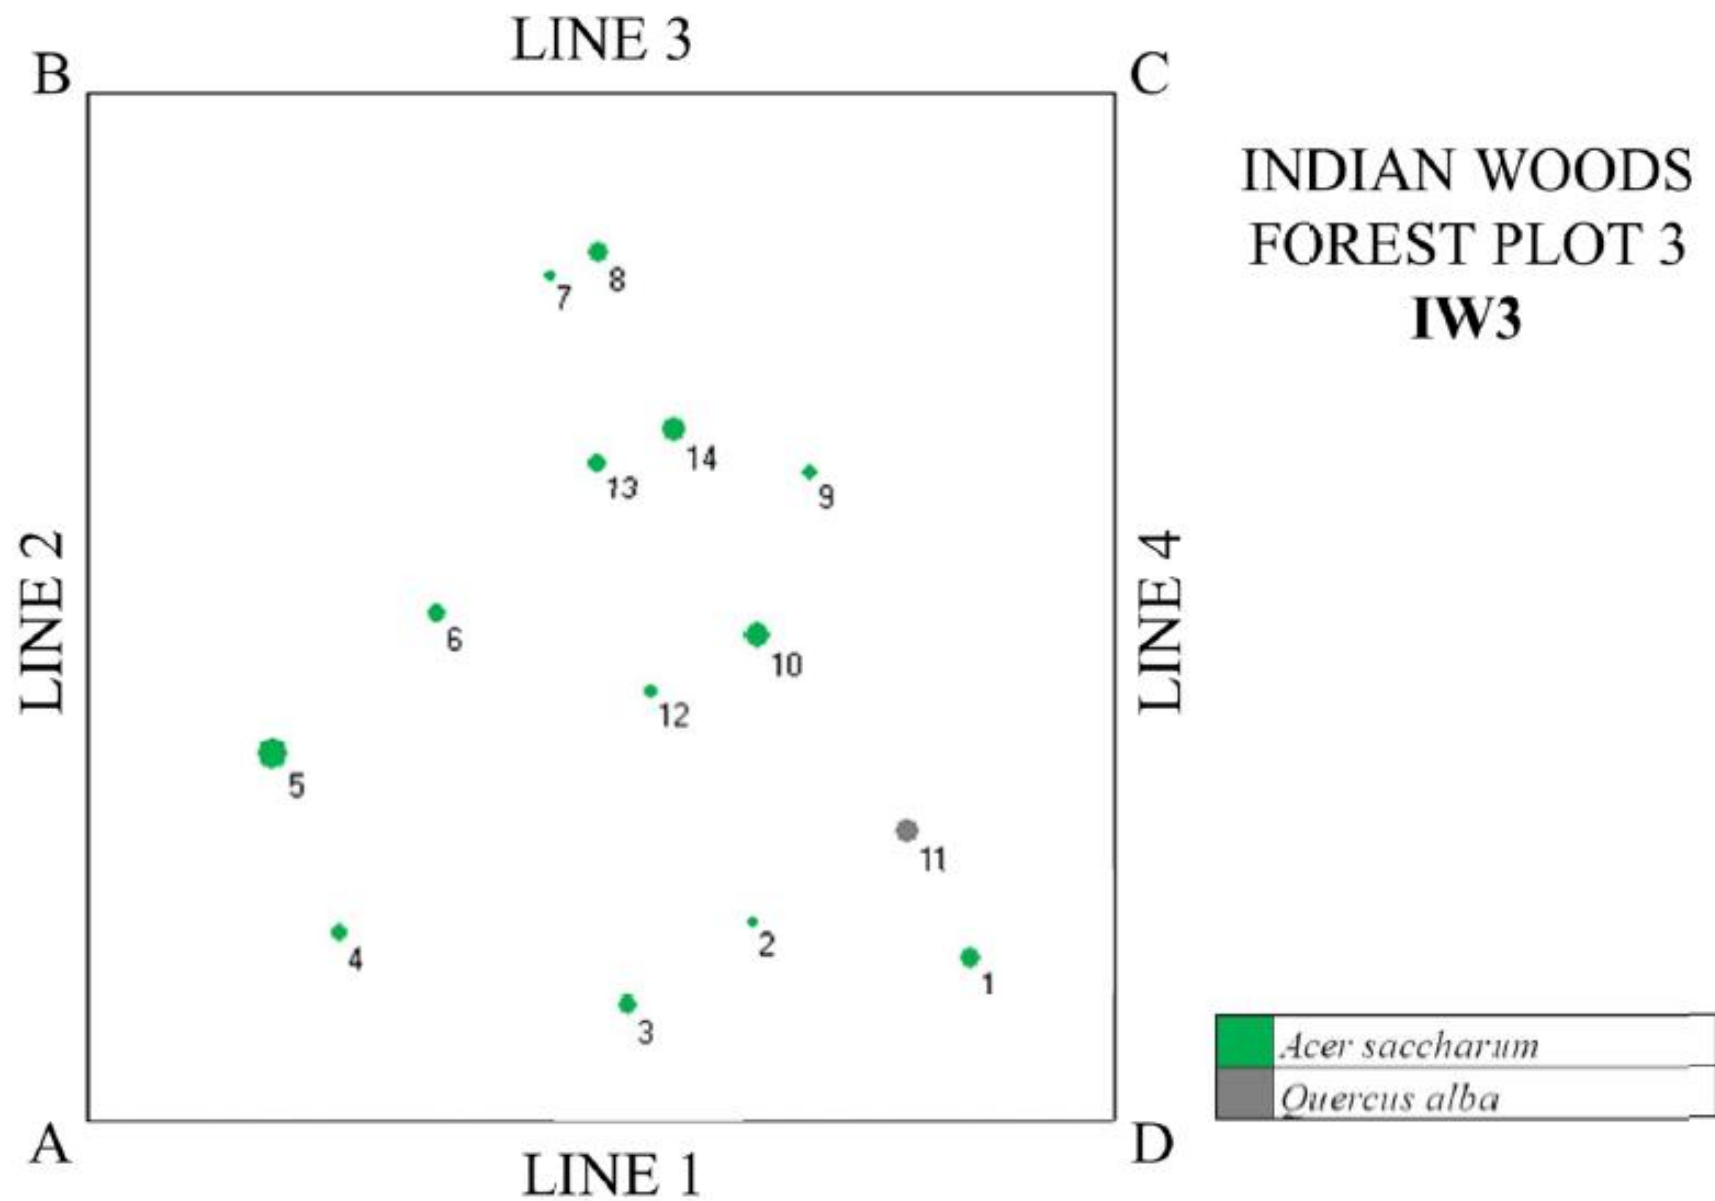 LINE 3
B
C
INDIAN WOODS
FOREST PLOT 3
IW3
8
7
14
13
9
LINE 2
LINE 4
6
10
12
5
11
2
4
1
3
Acer saccharum
Quercus alba
A
D
LINE 1